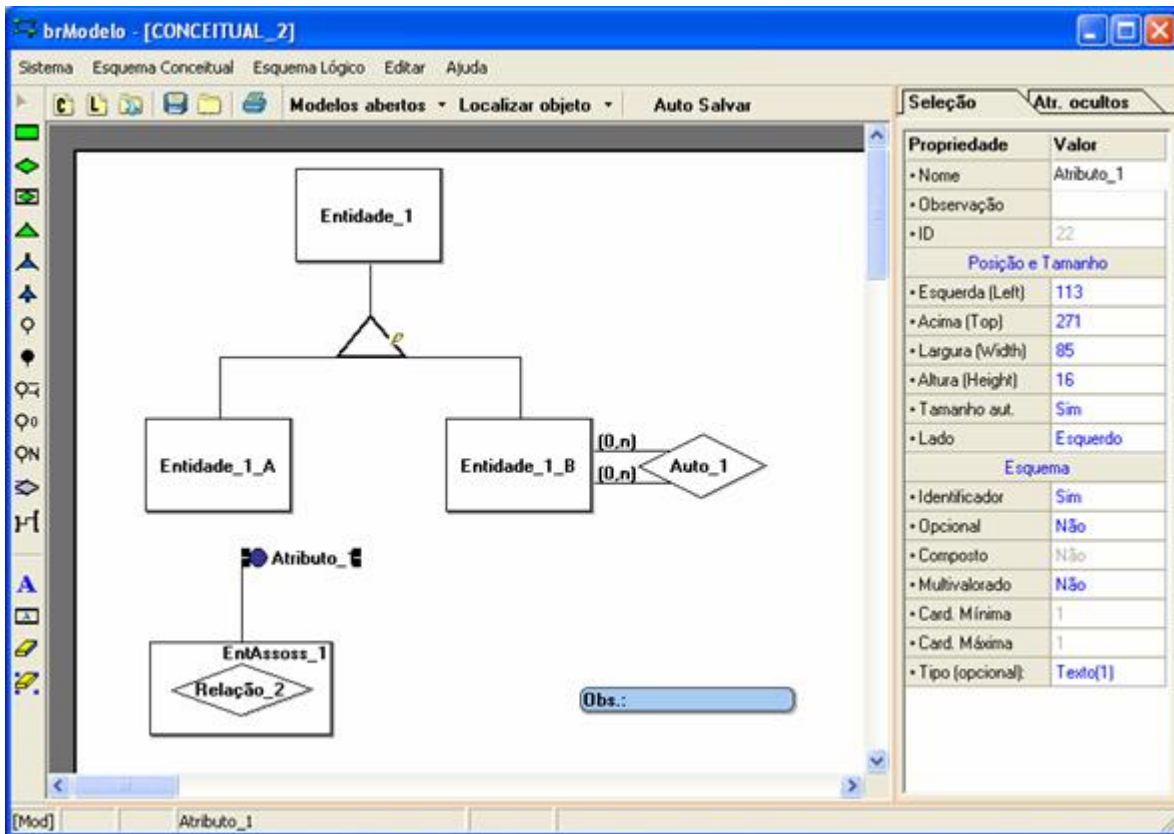 brModelo - [CONCEITUAL_2]
Sistema Esquema Conceitual Esquema Lógico Editar Ajuda
C L Modelos abertos Localizar objeto Auto Salvar
Seleção Atr. ocultos
Propriedade Valor
• Nome Atributo_1
• Observação
• ID 22
Posição e Tamanho
• Esquerda (Left) 113
• Acima (Top) 271
• Largura (Width) 85
• Altura (Height) 16
• Tamanho aut. Sim
• Lado Esquerdo
Esquema
• Identificador Sim
• Opcional Não
• Composto Não
• Multivalorado Não
• Card. Mínima 1
• Card. Máxima 1
• Tipo (opcional): Texto(1)
Entidade_1
p
Entidade_1_A
Entidade_1_B
(0,n)
(0,n)
Auto_1
Atributo_1
EntAssoss_1
Relação_2
Obs.:
0
N
A
A
[Mod] Atributo_1